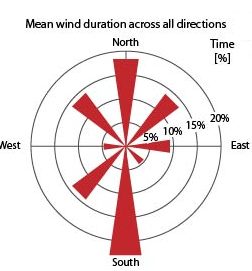 Mean wind duration across all directions
North
Time
[%]
20%
15%
10%
5%
West
East
South